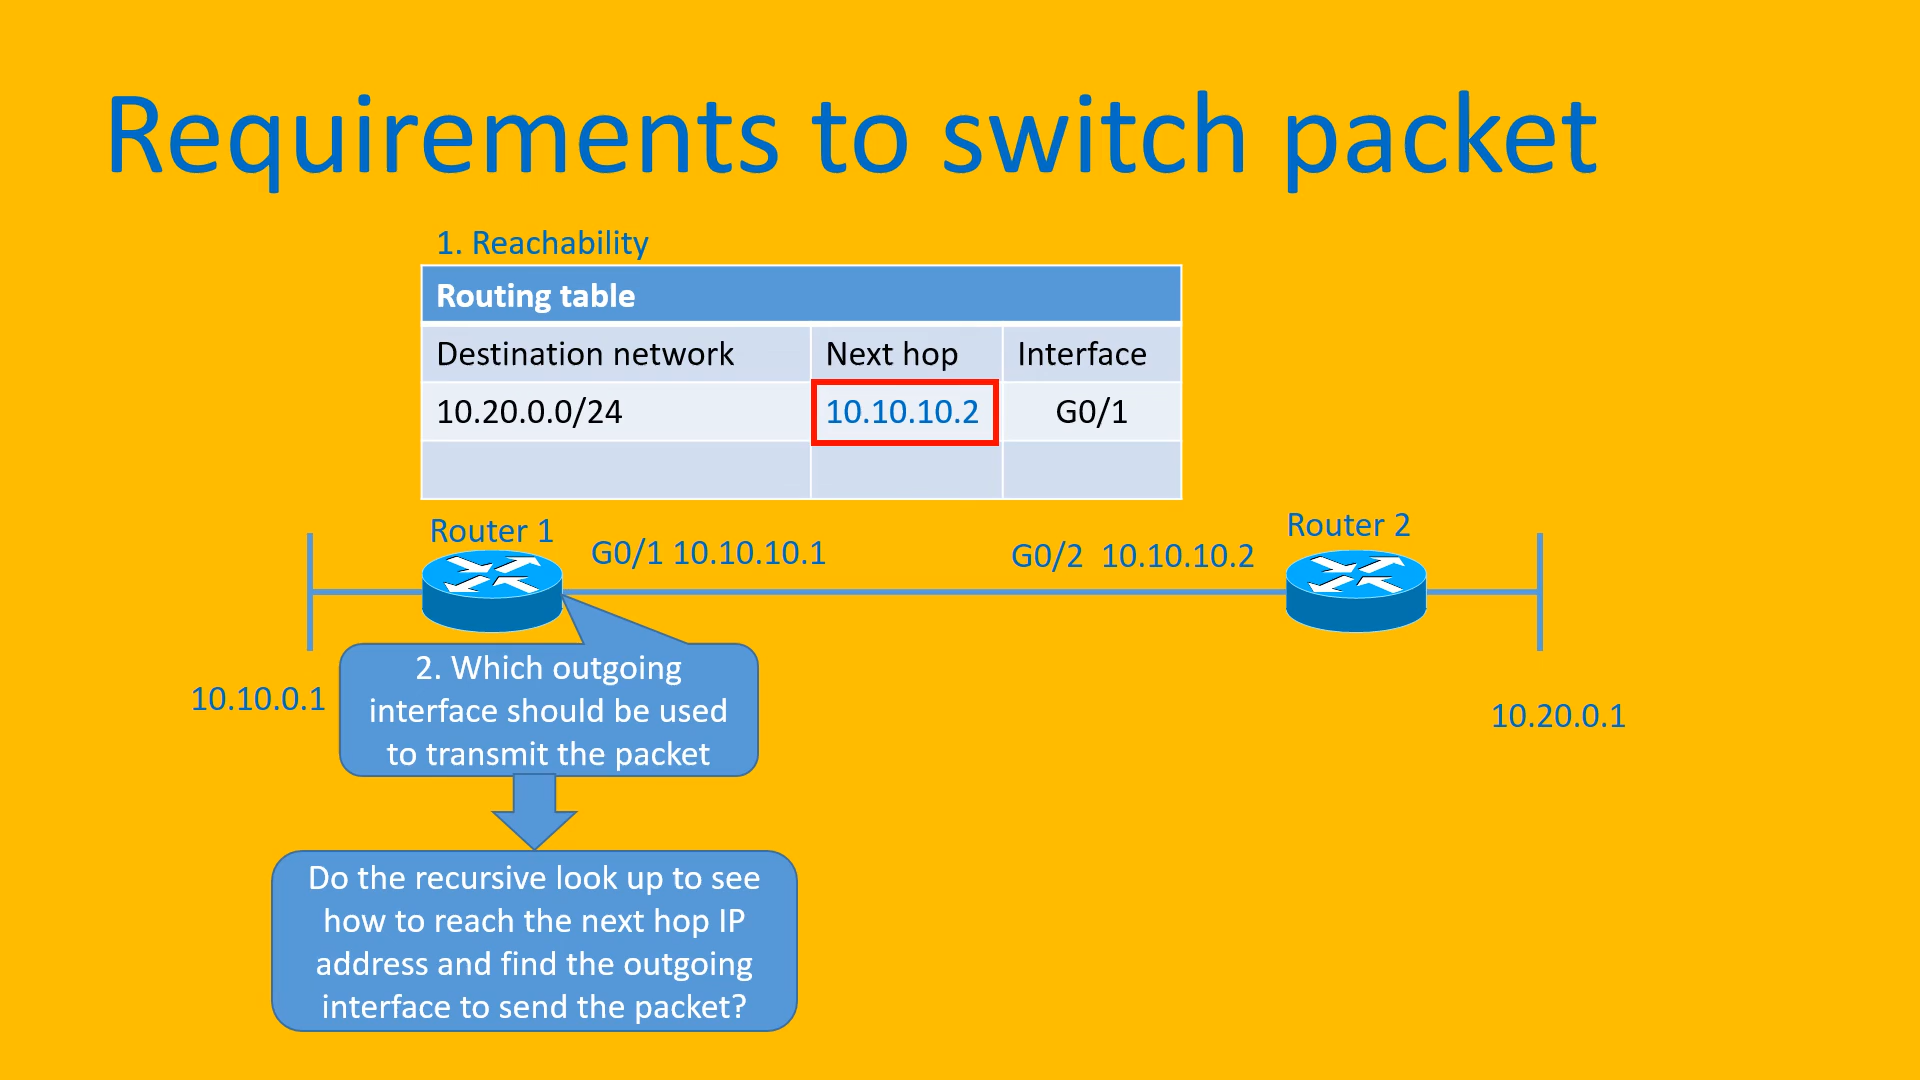 Requirements to switch packet
1. Reachability
Routing table
Destination network Next hop Interface
10.20.0.0/24 10.10.10.2 G0/1
Router 1
G0/1 10.10.10.1
G0/2 10.10.10.2
Router 2
10.10.0.1
2. Which outgoing
interface should be used
to transmit the packet
10.20.0.1
Do the recursive look up to see
how to reach the next hop IP
address and find the outgoing
interface to send the packet?